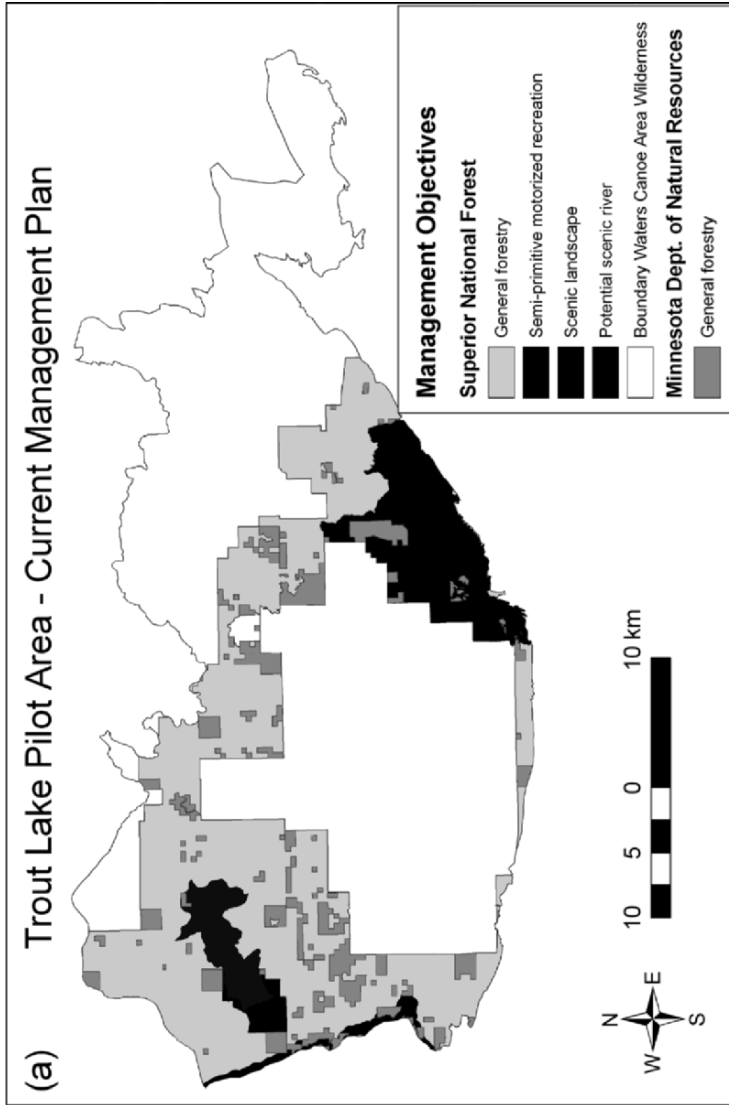 (a) Trout Lake Pilot Area - Current Management Plan
Management Objectives
Superior National Forest
General forestry
Semi-primitive motorized recreation
Scenic landscape
Potential scenic river
Boundary Waters Canoe Area Wilderness
Minnesota Dept. of Natural Resources
General forestry
N
W E
S
10 5 0 10 km